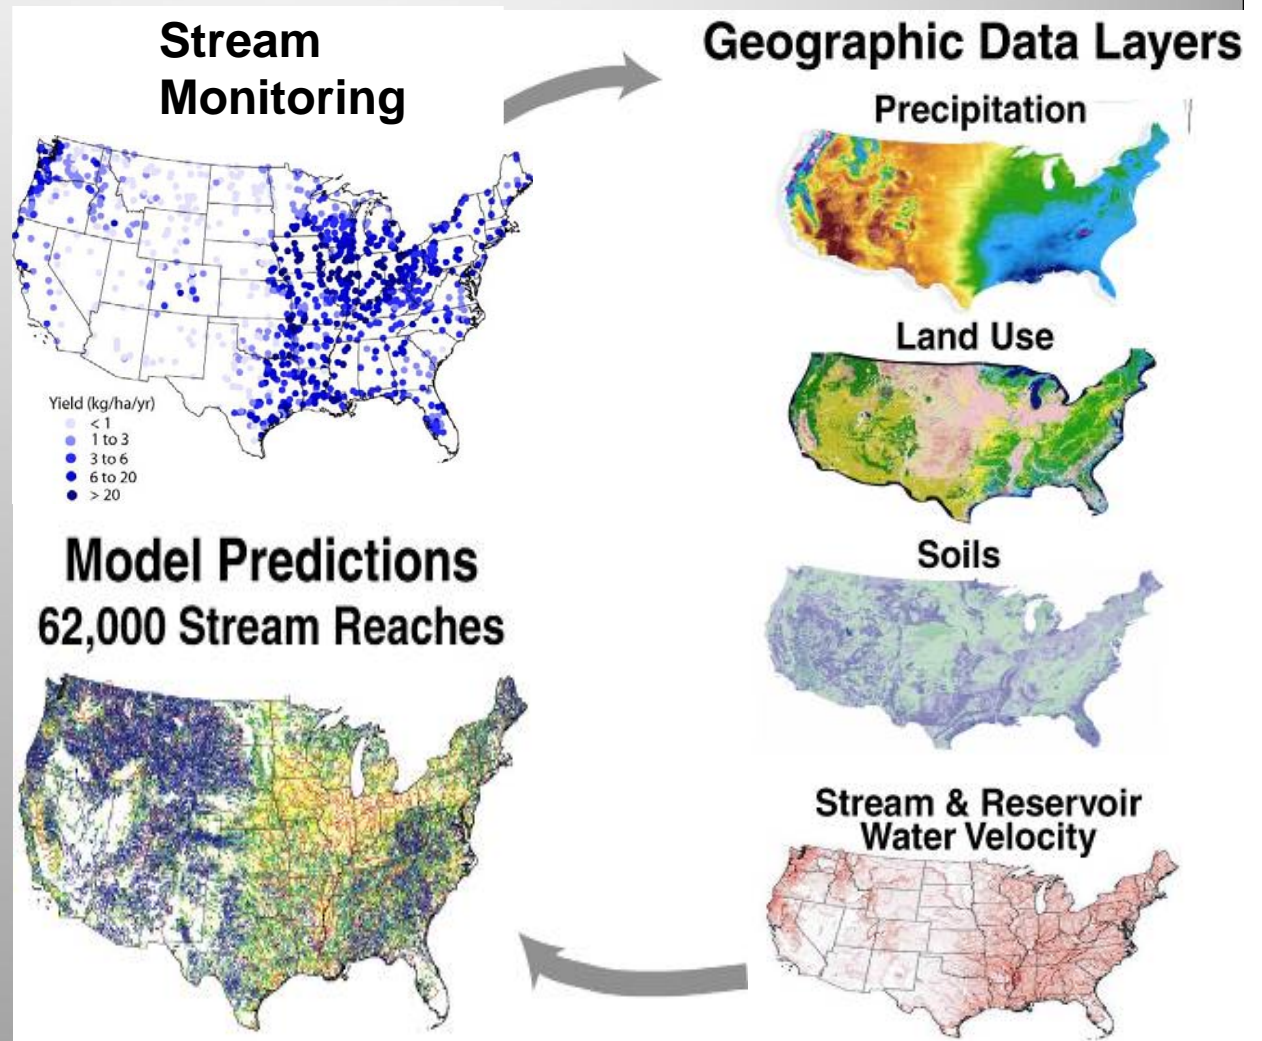 Stream
Monitoring
Yield (kg/ha/yr)
< 1
1 to 3
3 to 6
6 to 20
> 20
Geographic Data Layers
Precipitation
Land Use
Soils
Stream & Reservoir
Water Velocity
Model Predictions
62,000 Stream Reaches